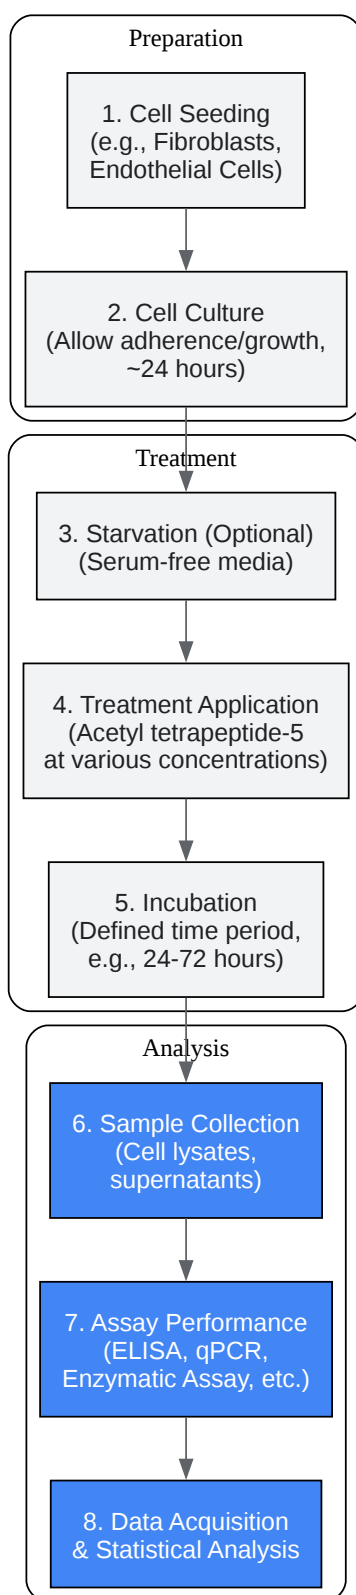 Preparation
1. Cell Seeding
(e.g., Fibroblasts,
Endothelial Cells)
2. Cell Culture
(Allow adherence/growth,
~24 hours)
Treatment
3. Starvation (Optional)
(Serum-free media)
4. Treatment Application
(Acetyl tetrapeptide-5
at various concentrations)
5. Incubation
(Defined time period,
e.g., 24-72 hours)
Analysis
6. Sample Collection
(Cell lysates,
supernatants)
7. Assay Performance
(ELISA, qPCR,
Enzymatic Assay, etc.)
8. Data Acquisition
& Statistical Analysis